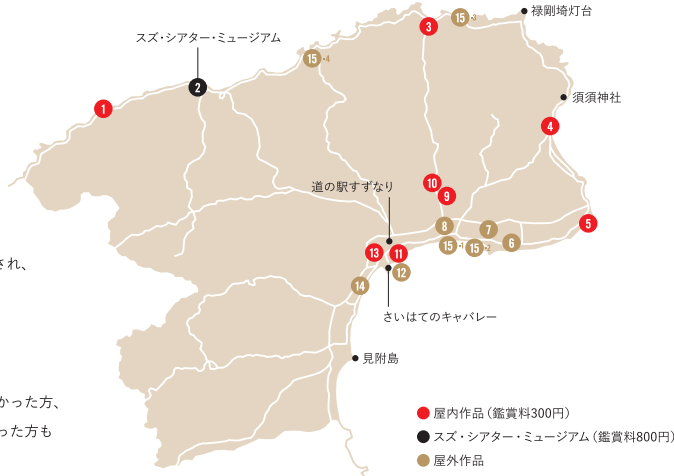 禄剛埼灯台
3
15-3
スズ・シアター・ミュージアム
15-4
2
須須神社
1
4
10
道の駅すずなり
9
5
8
7
6
15-1
15-2
され、
13
11
12
14
さいはてのキャバレー
見附島
かった方、
屋内作品（鑑賞料300円）
った方も
スズ・シアター・ミュージアム（鑑賞料800円）
屋外作品